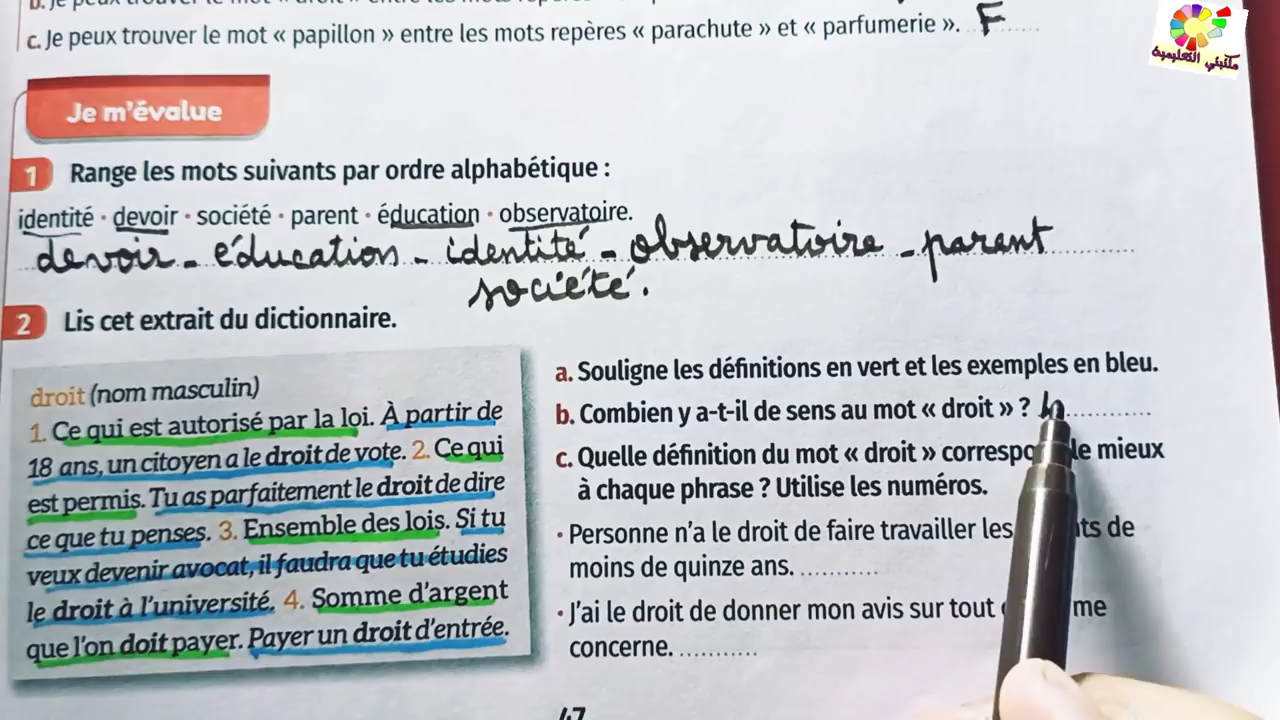 c. Je peux trouver le mot « papillon » entre les mots repères « parachute » et « parfumerie ». F
مكتبتي التعليمية
Je m'évalue
1 Range les mots suivants par ordre alphabétique :
identité • devoir • société • parent • éducation • observatoire.
devoir - éducation - identité - observatoire - parent
société.
2 Lis cet extrait du dictionnaire.
droit (nom masculin)
1. Ce qui est autorisé par la loi. À partir de
18 ans, un citoyen a le droit de vote. 2. Ce qui
est permis. Tu as parfaitement le droit de dire
ce que tu penses. 3. Ensemble des lois. Si tu
veux devenir avocat, il faudra que tu étudies
le droit à l'université. 4. Somme d'argent
que l'on doit payer. Payer un droit d'entrée.
a. Souligne les définitions en vert et les exemples en bleu.
b. Combien y a-t-il de sens au mot « droit » ?
c. Quelle définition du mot « droit » le mieux
à chaque phrase ? Utilise les numéros.
• Personne n'a le droit de faire travailler les de
moins de quinze ans. ...........
• J'ai le droit de donner mon avis sur tout me
concerne. ...........
47